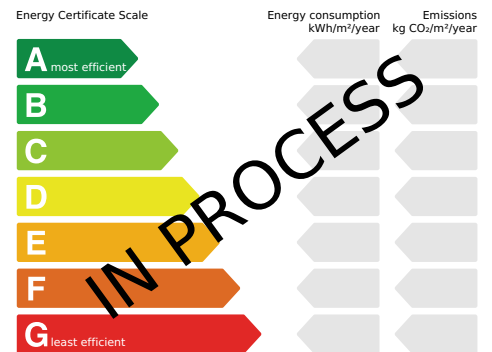 Energy Certificate Scale
Energy consumption
kWh/m²/year
Emissions
kg CO₂/m²/year
A most efficient
B
C
D
E
F
G least efficient
IN PROCESS